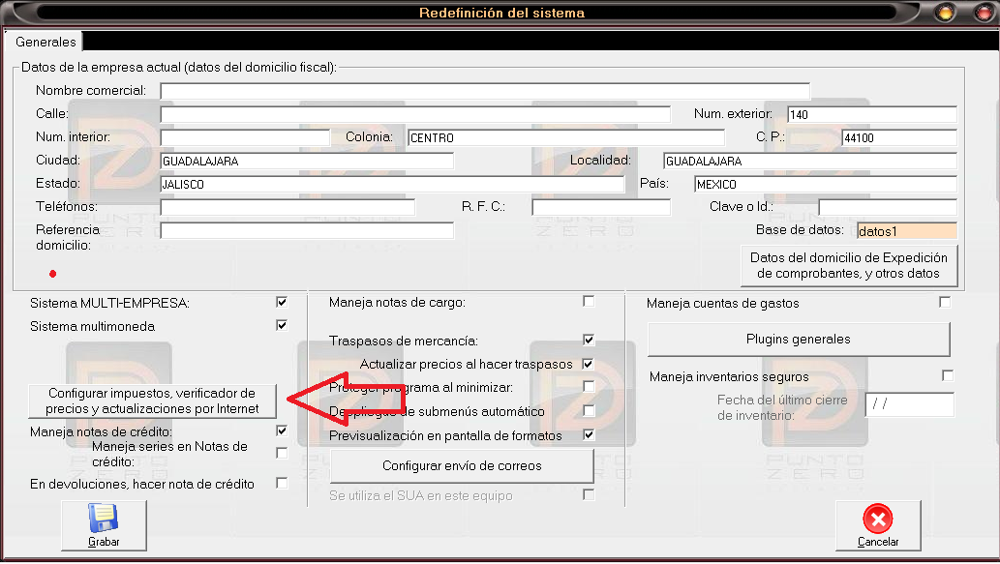 Redefinición del sistema
Generales
Datos de la empresa actual (datos del domicilio fiscal):
Nombre comercial:
Calle: Num. exterior: 140
Num. interior: Colonia: CENTRO C. P.: 44100
Ciudad: GUADALAJARA Localidad: GUADALAJARA
Estado: JALISCO País: MEXICO
Teléfonos: R. F. C.: Clave o Id.:
Referencia domicilio: Base de datos: datos1
Datos del domicilio de Expedición
de comprobantes, y otros datos
Sistema MULTI-EMPRESA:
Sistema multimoneda
Configurar impuestos, verificador de
precios y actualizaciones por Internet
Maneja notas de crédito:
Maneja series en Notas de
crédito:
En devoluciones, hacer nota de crédito
Grabar
Maneja notas de cargo:
Traspasos de mercancía:
Actualizar precios al hacer traspasos
Proteger programa al minimizar:
Despliegue de submenús automático
Previsualización en pantalla de formatos
Configurar envío de correos
Se utiliza el SUA en este equipo
Maneja cuentas de gastos
Plugins generales
Maneja inventarios seguros
Fecha del último cierre
de inventario: / /
Cancelar
PUNTO
ZERO